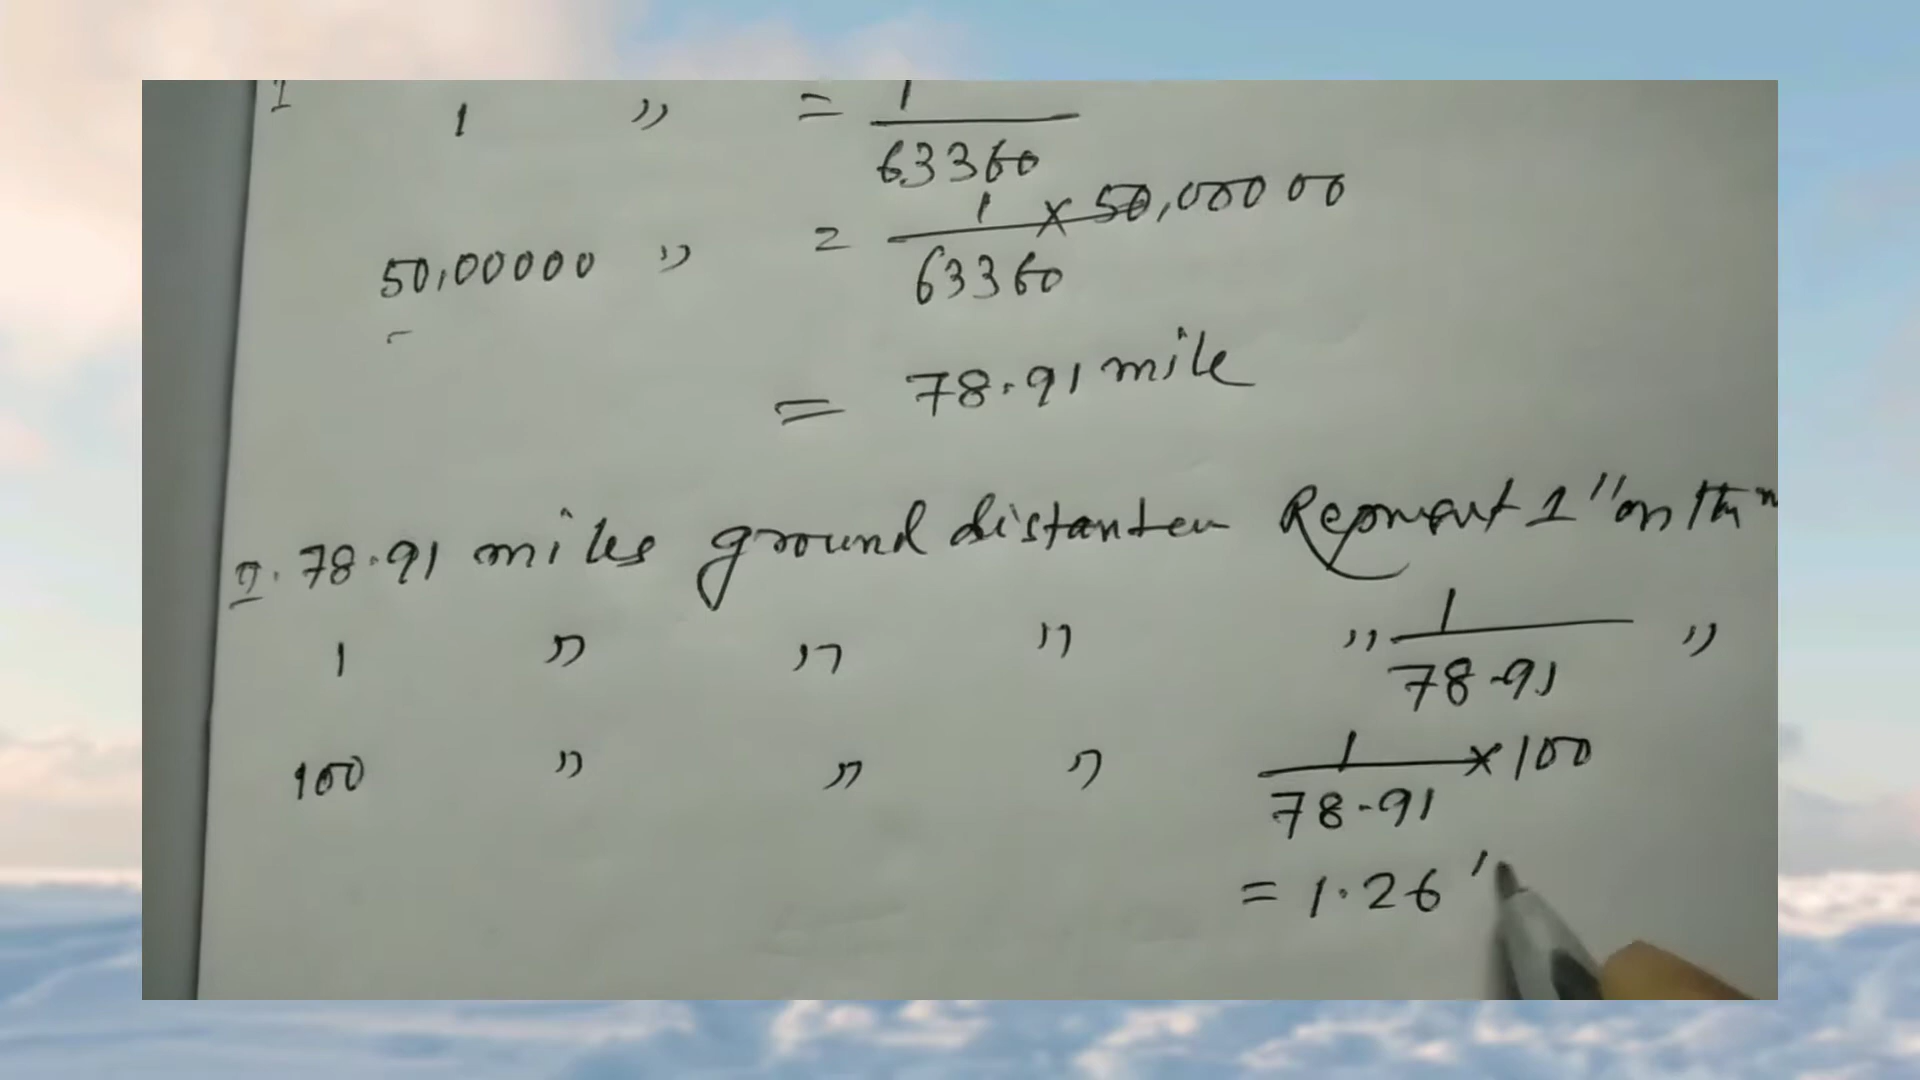 1 " = 1/63360
50,00000 " = 1/63360 × 50,00000
= 78.91 mile
78.91 miles ground distanten Represent 1" on the
1 " " " " 1/78.91 "
100 " " " 1/78.91 × 100
= 1.26 '